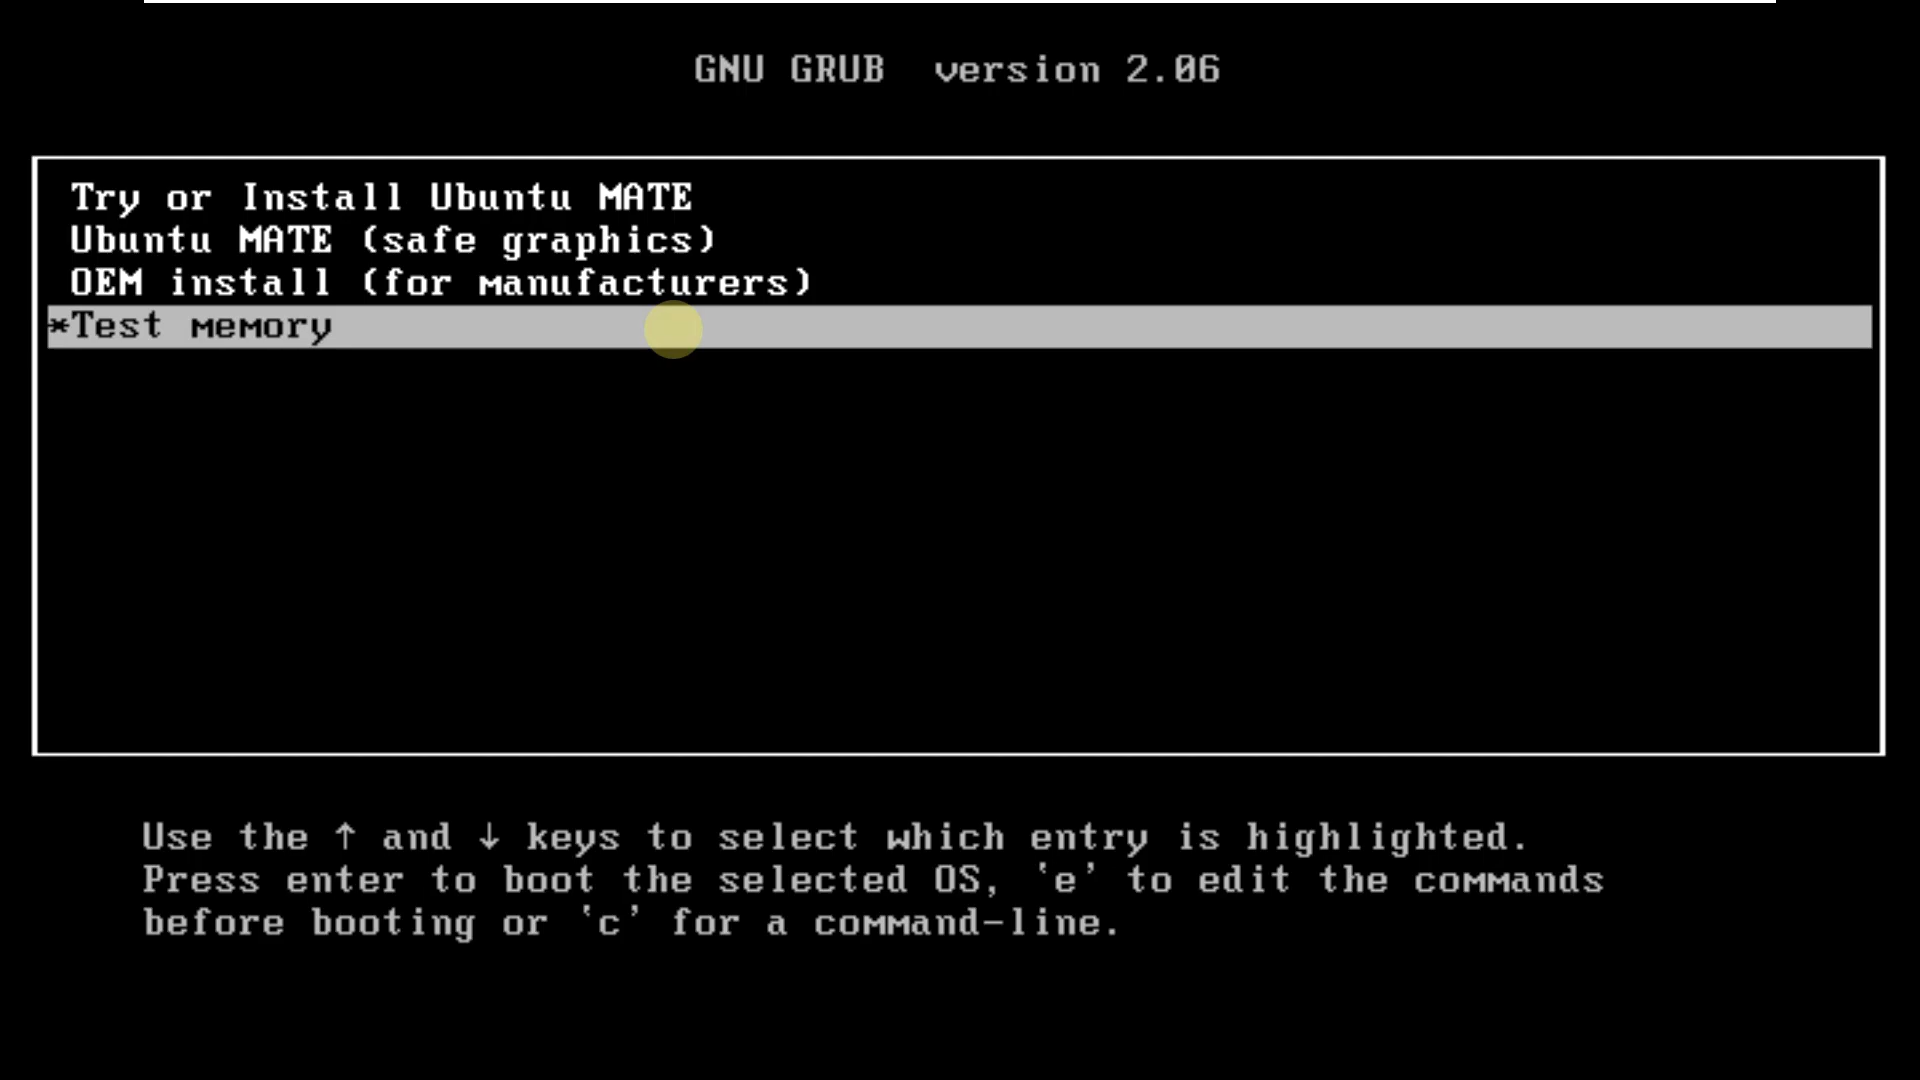 GNU GRUB  version 2.06
Try or Install Ubuntu MATE
Ubuntu MATE (safe graphics)
OEM install (for manufacturers)
*Test memory
Use the ↑ and ↓ keys to select which entry is highlighted.
Press enter to boot the selected OS, `e' to edit the commands
before booting or `c' for a command-line.